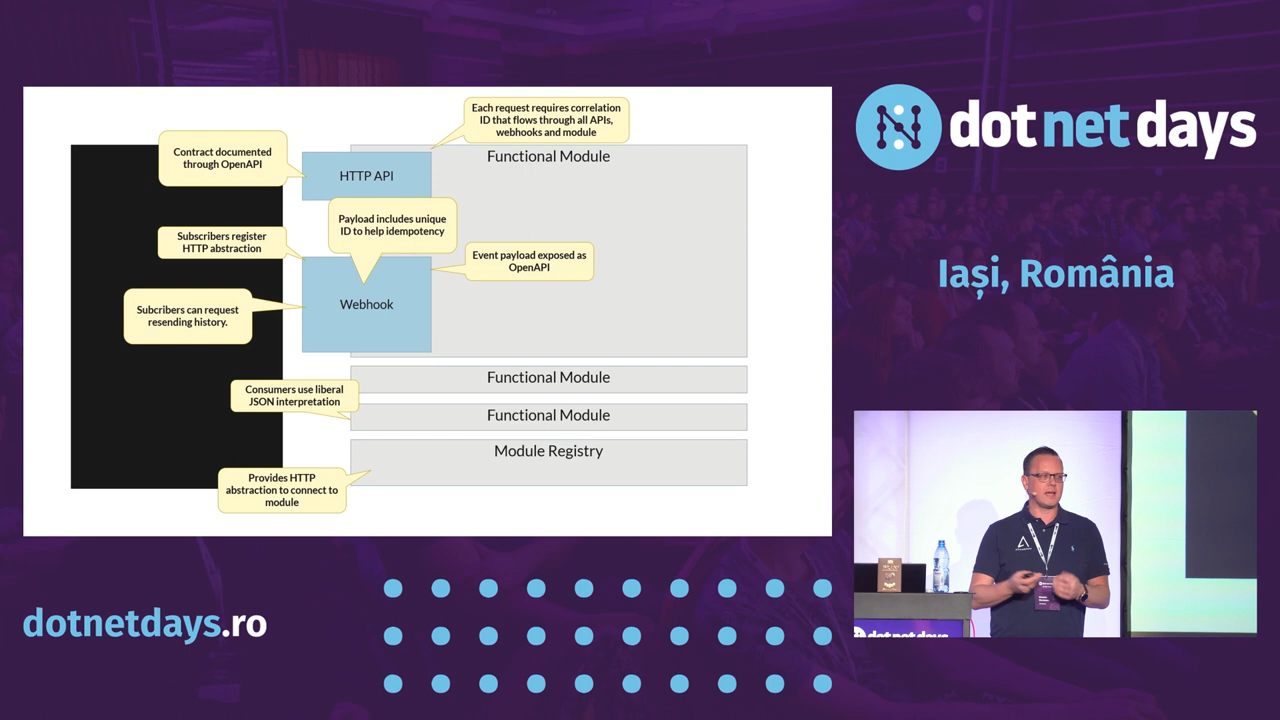 Each request requires correlation
ID that flows through all APIs,
webhooks and module
Contract documented
through OpenAPI
HTTP API
Functional Module
Payload includes unique
ID to help idempotency
Subscribers register
HTTP abstraction
Event payload exposed as
OpenAPI
Webhook
Subcribers can request
resending history.
Functional Module
Consumers use liberal
JSON interpretation
Functional Module
Module Registry
Provides HTTP
abstraction to connect to
module
dotnetdays
Iași, România
dotnetdays.ro
dotnetdays